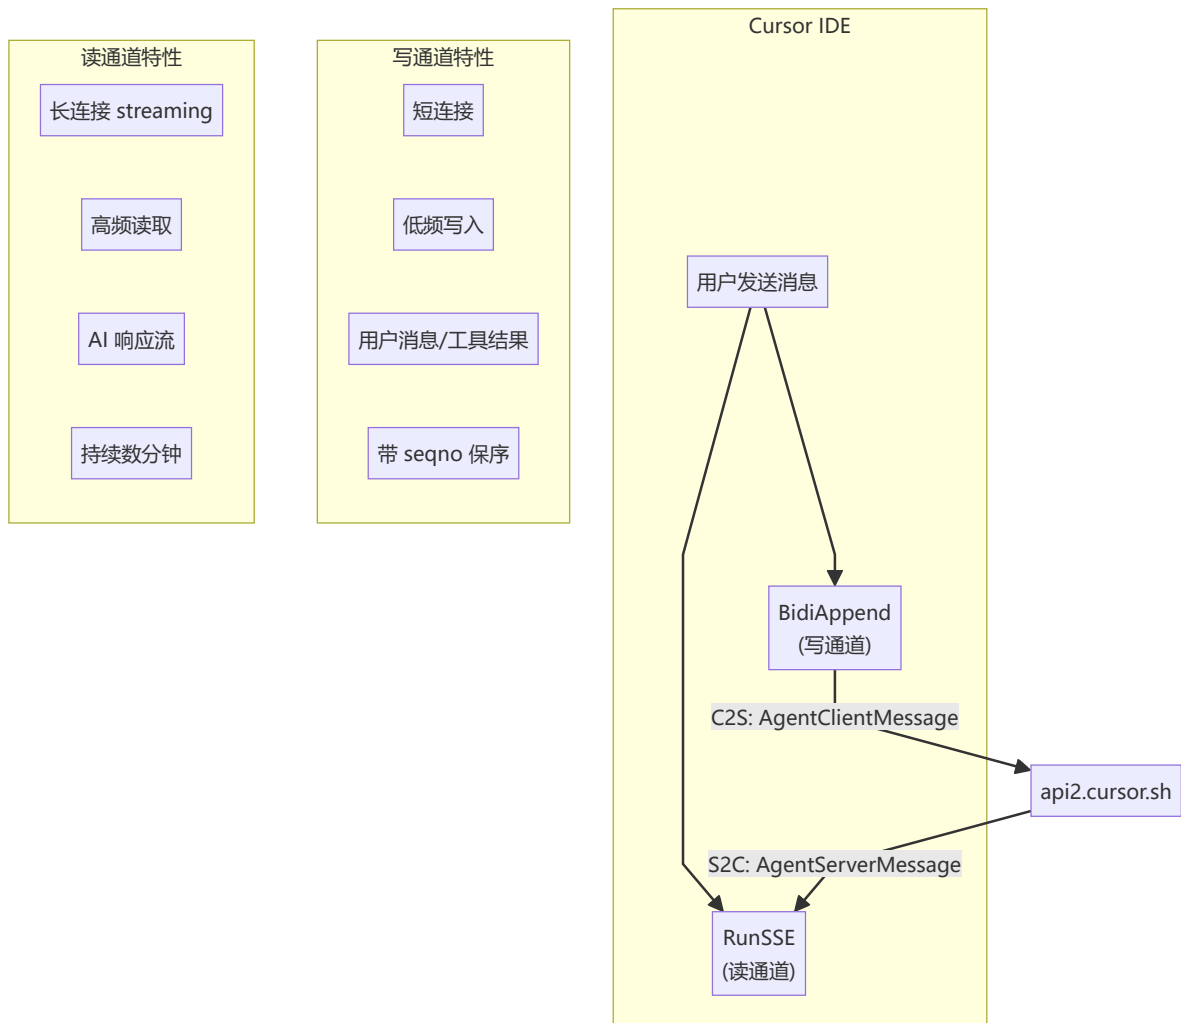 读通道特性
长连接 streaming
高频读取
AI 响应流
持续数分钟
写通道特性
短连接
低频写入
用户消息/工具结果
带 seqno 保序
Cursor IDE
用户发送消息
BidiAppend
(写通道)
C2S: AgentClientMessage
api2.cursor.sh
S2C: AgentServerMessage
RunSSE
(读通道)